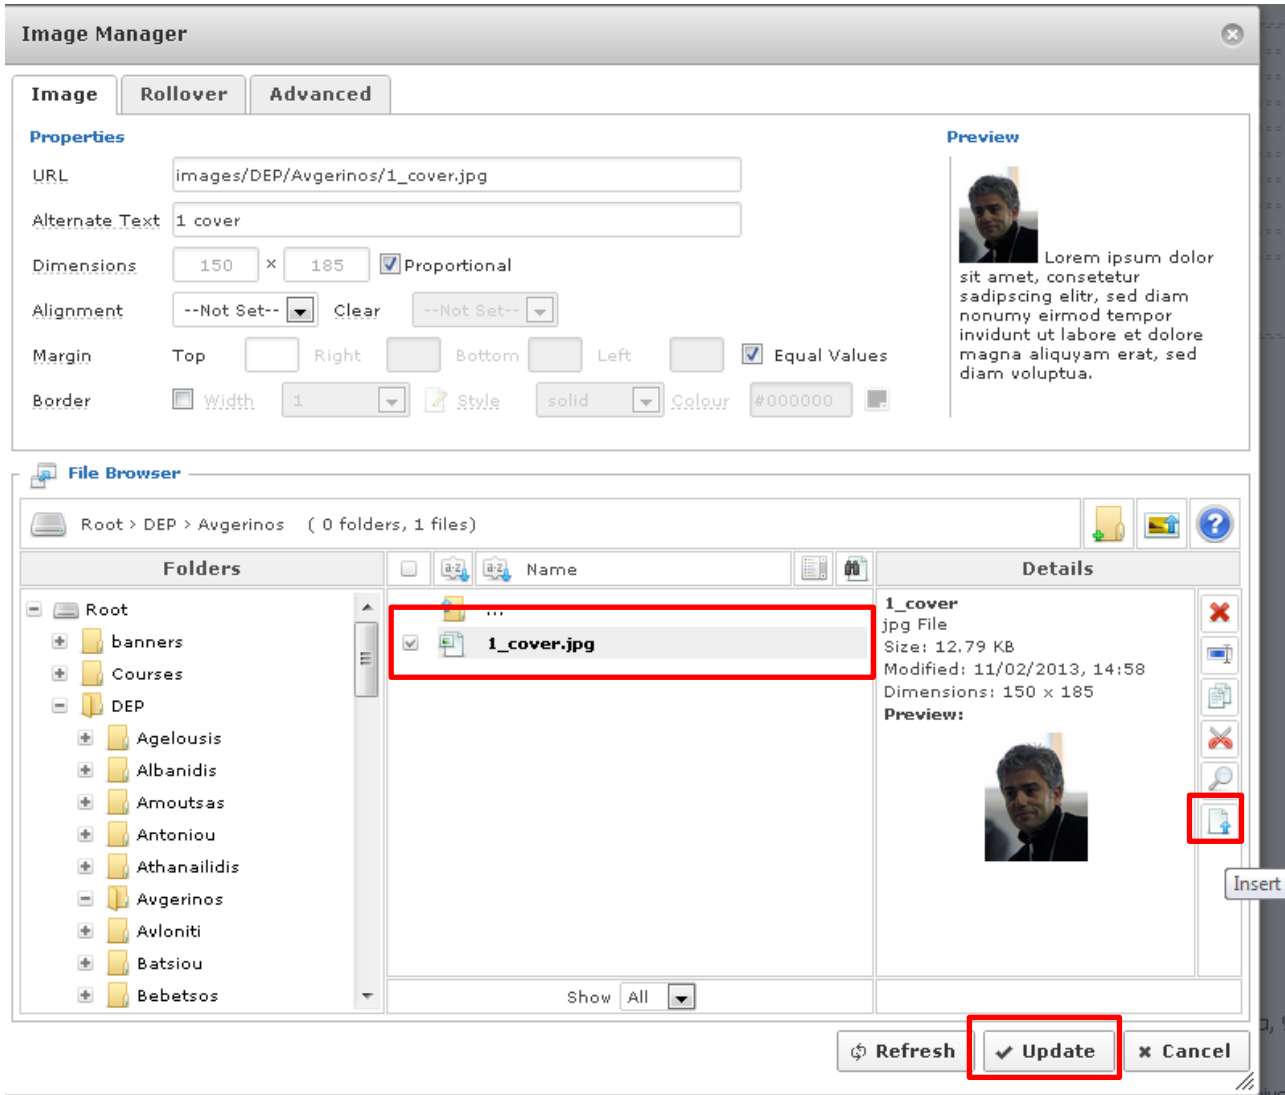 Image Manager
Image Rollover Advanced
Properties
URL images/DEP/Avgerinos/1_cover.jpg
Alternate Text 1 cover
Dimensions 150 × 185 Proportional
Alignment --Not Set-- Clear --Not Set--
Margin Top Right Bottom Left Equal Values
Border Width 1 Style solid Colour #000000
Preview
Lorem ipsum dolor
sit amet, consetetur
sadipscing elitr, sed diam
nonumy eirmod tempor
invidunt ut labore et dolore
magna aliquyam erat, sed
diam voluptua.
File Browser
Root > DEP > Avgerinos ( 0 folders, 1 files)
Folders
Root
banners
Courses
DEP
Agelousis
Albanidis
Amoutsas
Antoniou
Athanailidis
Avgerinos
Avloniti
Batsiou
Bebetsos
Name
...
1_cover.jpg
Show All
Details
1_cover
jpg File
Size: 12.79 KB
Modified: 11/02/2013, 14:58
Dimensions: 150 x 185
Preview:
Insert
Refresh Update Cancel